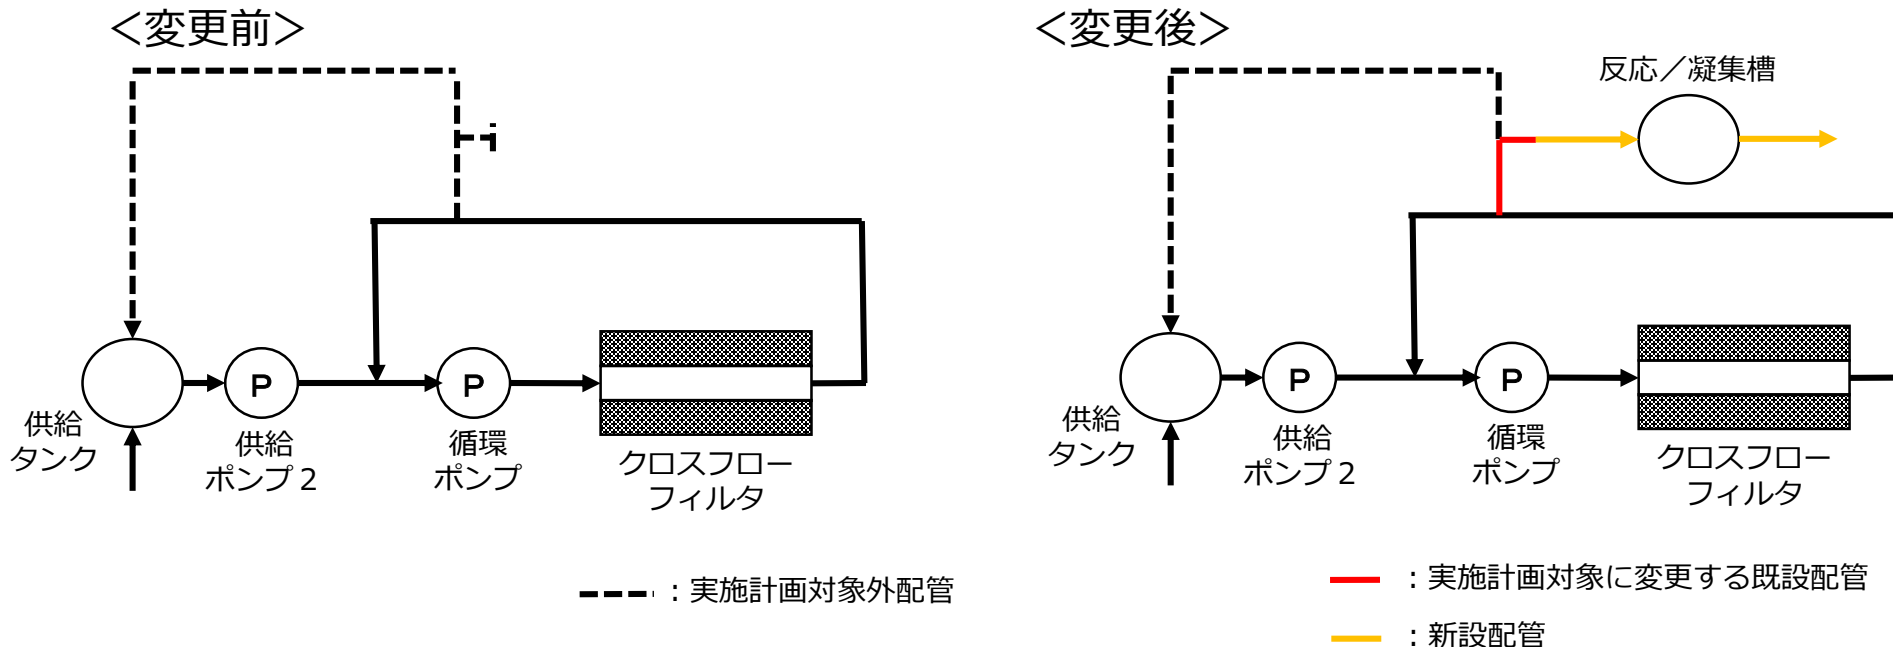 ＜変更前＞
供給
タンク
P
供給
ポンプ２
P
循環
ポンプ
クロスフロー
フィルタ
：実施計画対象外配管
＜変更後＞
反応／凝集槽
供給
タンク
P
供給
ポンプ２
P
循環
ポンプ
クロスフロー
フィルタ
：実施計画対象に変更する既設配管
：新設配管